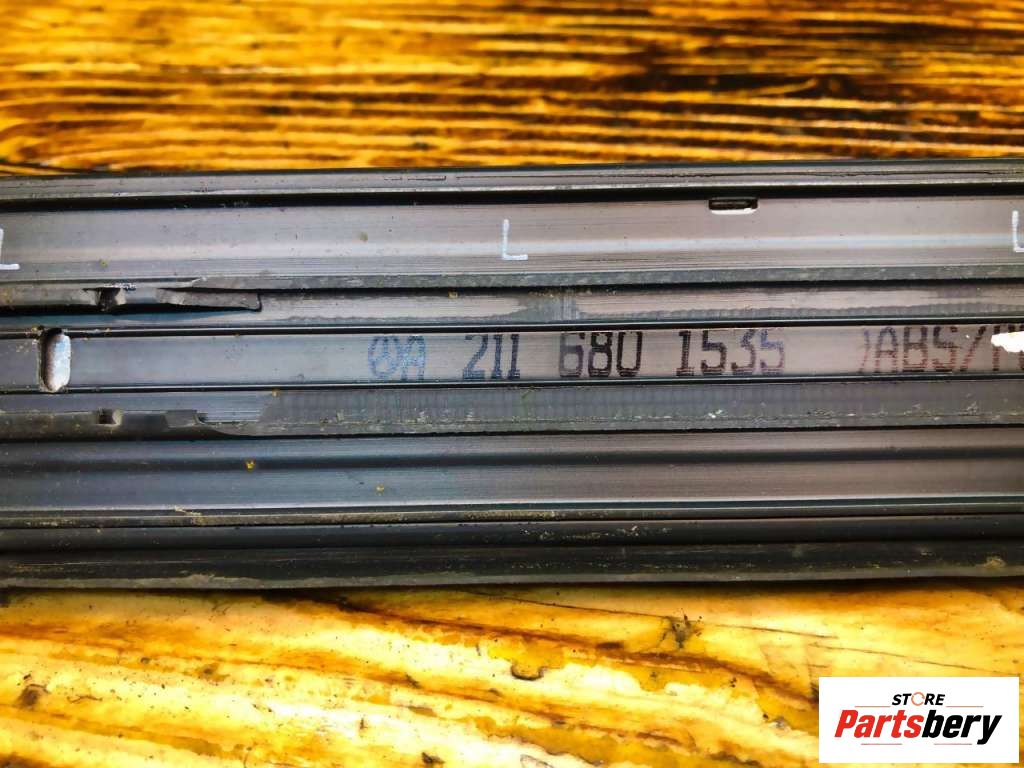 L L L
A 211 680 1535 )ABS/
STORE
Partsbery